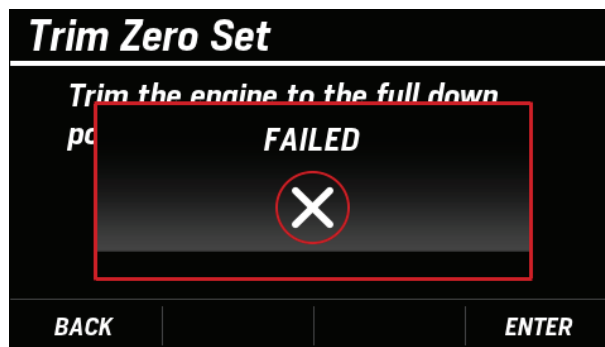 Trim Zero Set
Trim the engine to the full down
FAILED
BACK
ENTER